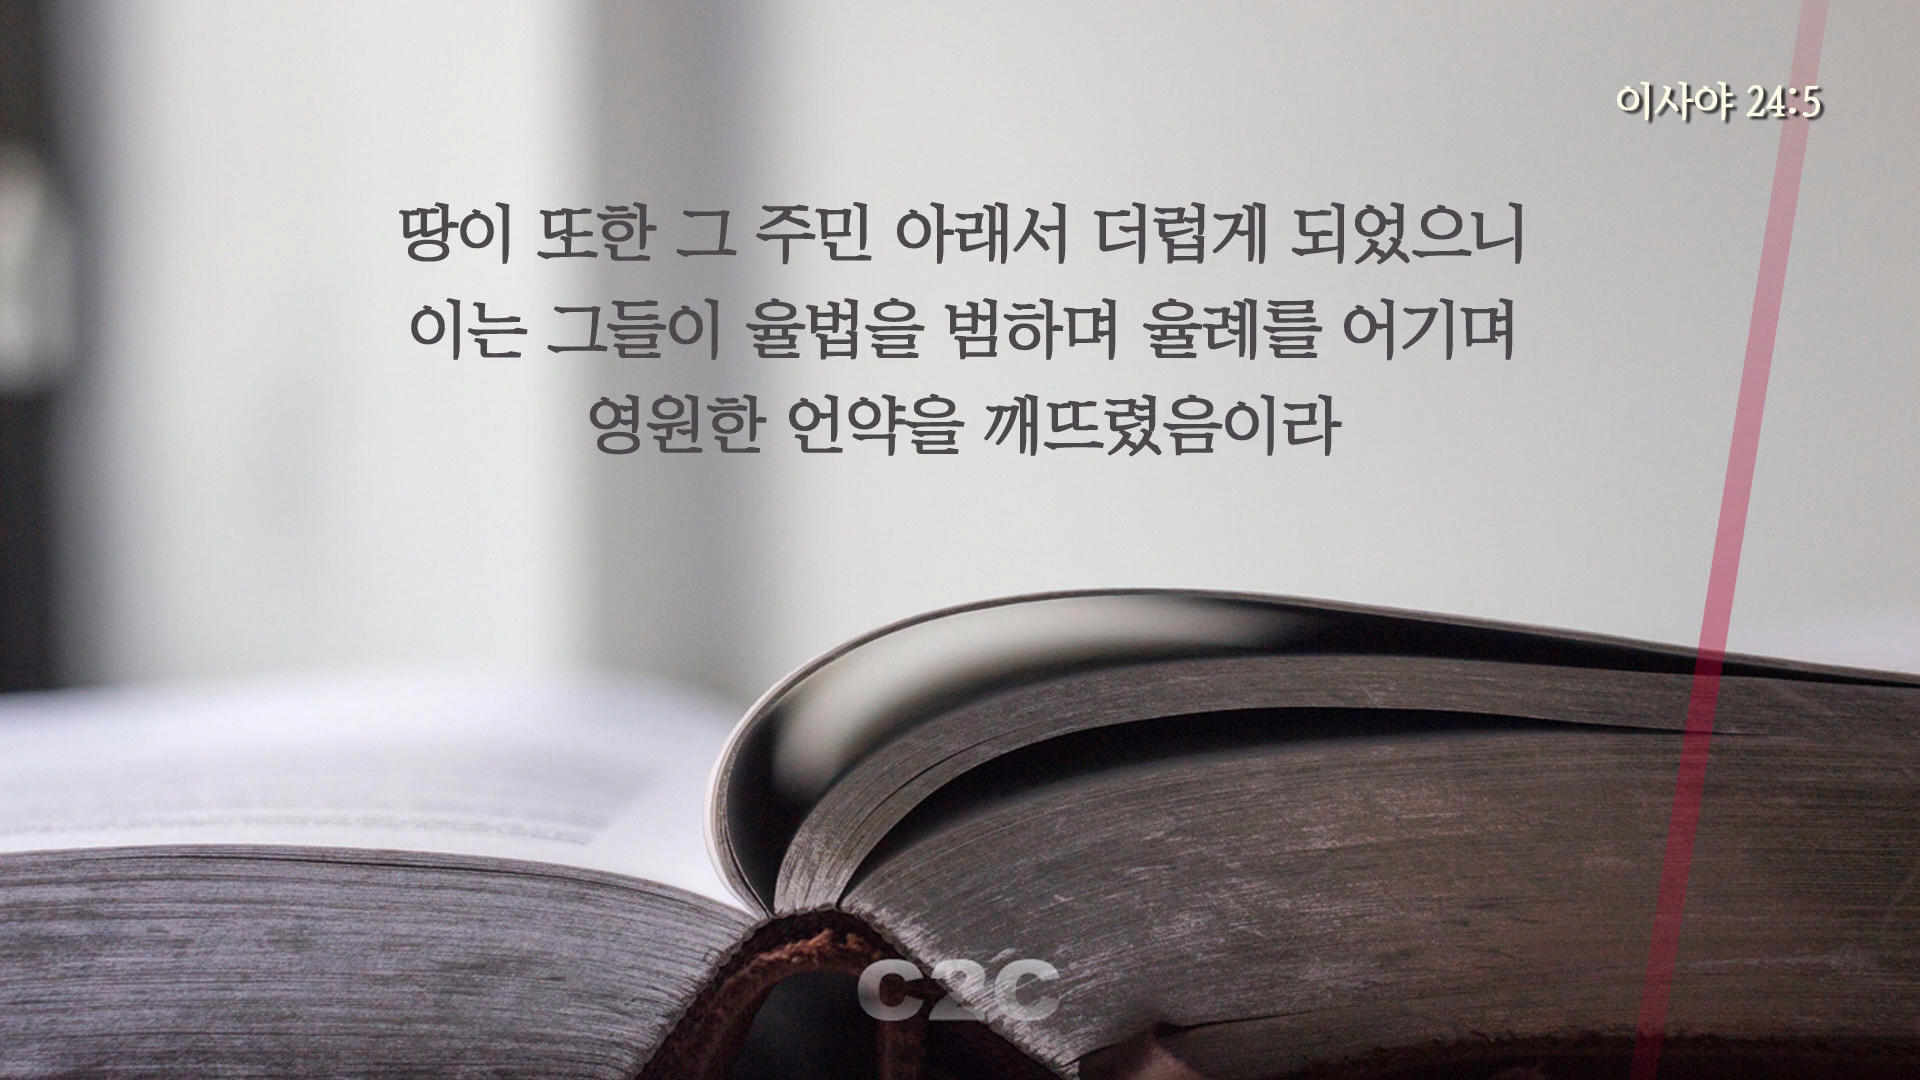 이사야 24:5
땅이 또한 그 주민 아래서 더럽게 되었으니
이는 그들이 율법을 범하며 율례를 어기며
영원한 언약을 깨뜨렸음이라
C2C